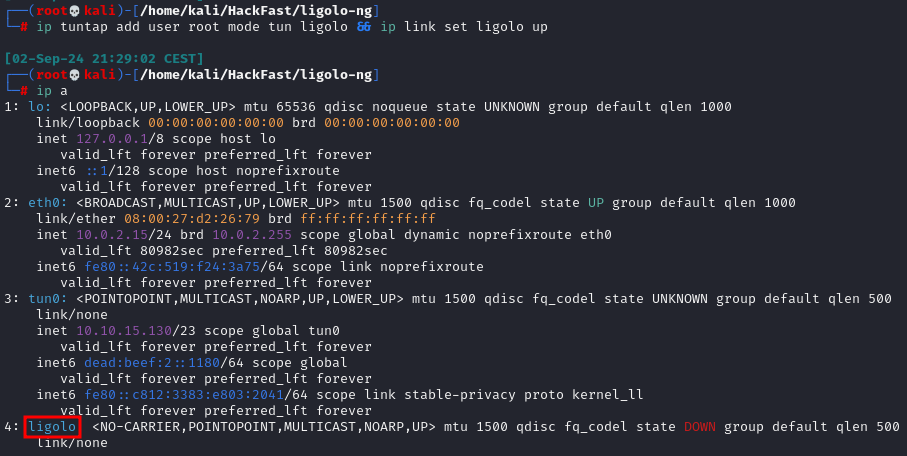 ┌──(root💀kali)-[/home/kali/HackFast/ligolo-ng]
└─# ip tuntap add user root mode tun ligolo && ip link set ligolo up
[02-Sep-24 21:29:02 CEST]
┌──(root💀kali)-[/home/kali/HackFast/ligolo-ng]
└─# ip a
1: lo: <LOOPBACK,UP,LOWER_UP> mtu 65536 qdisc noqueue state UNKNOWN group default qlen 1000
link/loopback 00:00:00:00:00:00 brd 00:00:00:00:00:00
inet 127.0.0.1/8 scope host lo
valid_lft forever preferred_lft forever
inet6 ::1/128 scope host noprefixroute
valid_lft forever preferred_lft forever
2: eth0: <BROADCAST,MULTICAST,UP,LOWER_UP> mtu 1500 qdisc fq_codel state UP group default qlen 1000
link/ether 08:00:27:d2:26:79 brd ff:ff:ff:ff:ff:ff
inet 10.0.2.15/24 brd 10.0.2.255 scope global dynamic noprefixroute eth0
valid_lft 80982sec preferred_lft 80982sec
inet6 fe80::42c:519:f24:3a75/64 scope link noprefixroute
valid_lft forever preferred_lft forever
3: tun0: <POINTOPOINT,MULTICAST,NOARP,UP,LOWER_UP> mtu 1500 qdisc fq_codel state UNKNOWN group default qlen 500
link/none
inet 10.10.15.130/23 scope global tun0
valid_lft forever preferred_lft forever
inet6 dead:beef:2::1180/64 scope global
valid_lft forever preferred_lft forever
inet6 fe80::c812:3383:e803:2041/64 scope link stable-privacy proto kernel_ll
valid_lft forever preferred_lft forever
4: ligolo <NO-CARRIER,POINTOPOINT,MULTICAST,NOARP,UP> mtu 1500 qdisc fq_codel state DOWN group default qlen 500
link/none